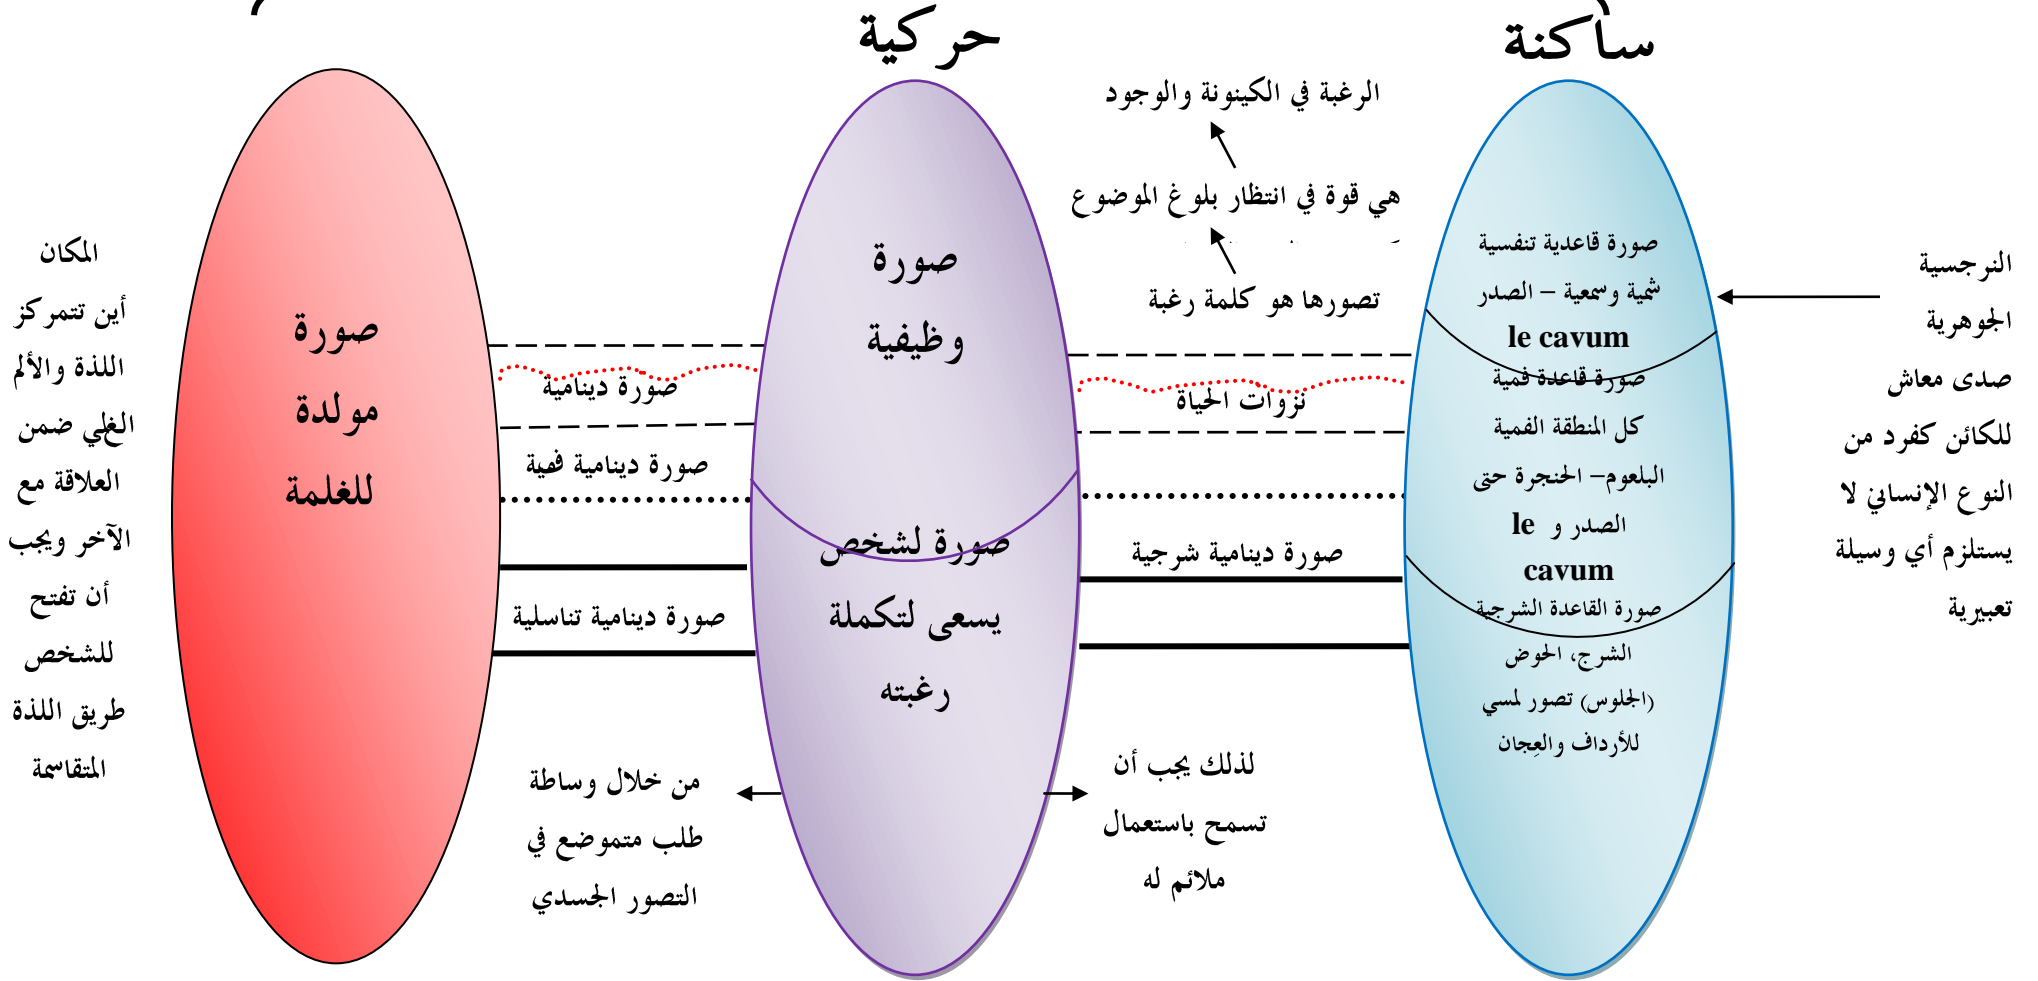 ساكنة
حركية
النرجسية
الجوهرية
صدى معاش
للكائن كفرد من
النوع الإنساني لا
يستلزم أي وسيلة
تعبيرية
صورة قاعدية تنفسية
شمية وسمعية – الصدر
le cavum
صورة قاعدة فمية
كل المنطقة الفمية
البلعوم– الحنجرة حتى
الصدر و le
cavum
صورة القاعدة الشرجية
الشرج، الحوض
(الجلوس) تصور لمسي
للأرداف والعِجان
الرغبة في الكينونة والوجود
هي قوة في انتظار بلوغ الموضوع
تصورها هو كلمة رغبة
نزوات الحياة
صورة دينامية شرجية
لذلك يجب أن
تسمح باستعمال
ملائم له
صورة
وظيفية
صورة لشخص
يسعى لتكملة
رغبته
صورة دينامية
صورة دينامية فمية
صورة دينامية تناسلية
من خلال وساطة
طلب متموضع في
التصور الجسدي
صورة
مولدة
للغلمة
المكان
أين تتمركز
اللذة والألم
الغلي ضمن
العلاقة مع
الآخر ويجب
أن تفتح
للشخص
طريق اللذة
المتقاسمة